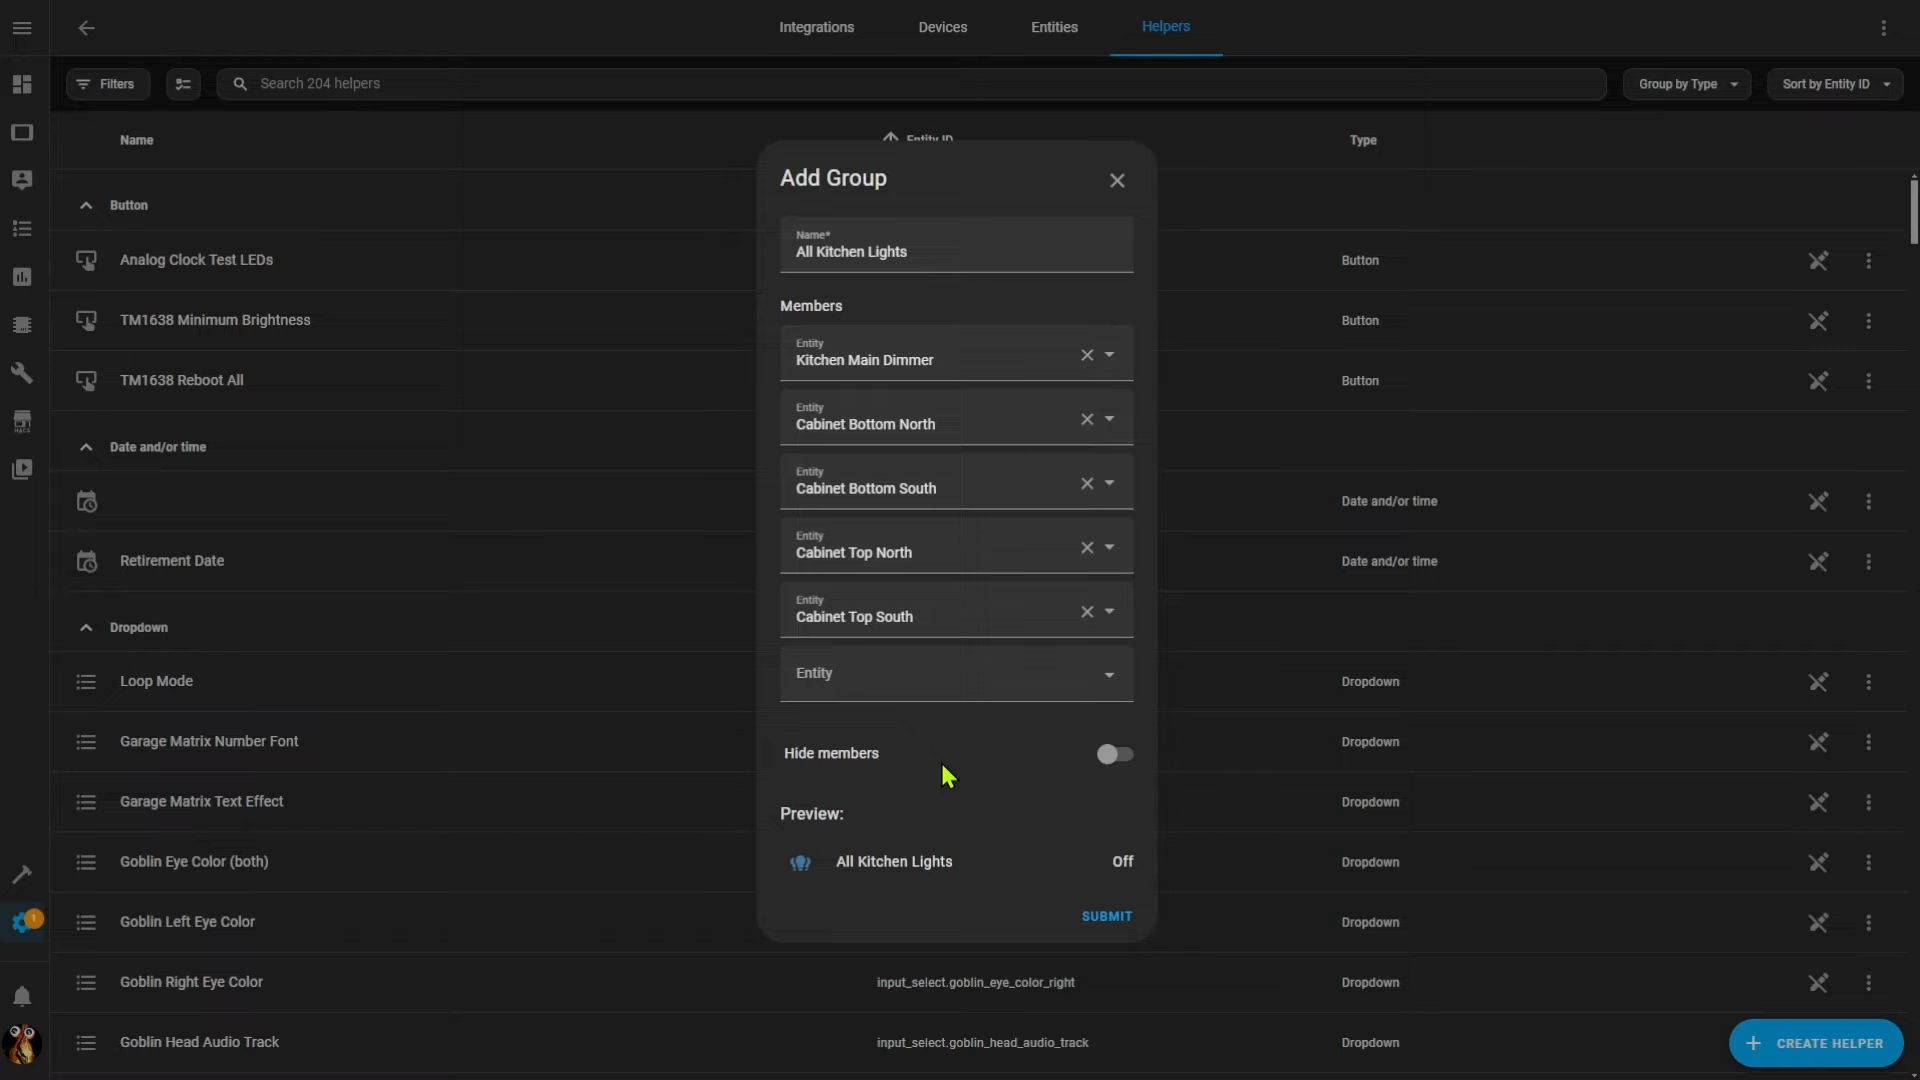 Integrations
Devices
Entities
Helpers
Filters
Search 204 helpers
Group by Type
Sort by Entity ID
Name
Entity ID
Type
Button
Analog Clock Test LEDs
Button
TM1638 Minimum Brightness
Button
TM1638 Reboot All
Button
Date and/or time
Date and/or time
Retirement Date
Date and/or time
Dropdown
Loop Mode
Dropdown
Garage Matrix Number Font
Dropdown
Garage Matrix Text Effect
Dropdown
Goblin Eye Color (both)
Dropdown
Goblin Left Eye Color
Dropdown
Goblin Right Eye Color
input_select.goblin_eye_color_right
Dropdown
Goblin Head Audio Track
input_select.goblin_head_audio_track
Dropdown
Add Group
Name*
All Kitchen Lights
Members
Entity
Kitchen Main Dimmer
Entity
Cabinet Bottom North
Entity
Cabinet Bottom South
Entity
Cabinet Top North
Entity
Cabinet Top South
Entity
Hide members
Preview:
All Kitchen Lights
Off
SUBMIT
HACS
1
CREATE HELPER